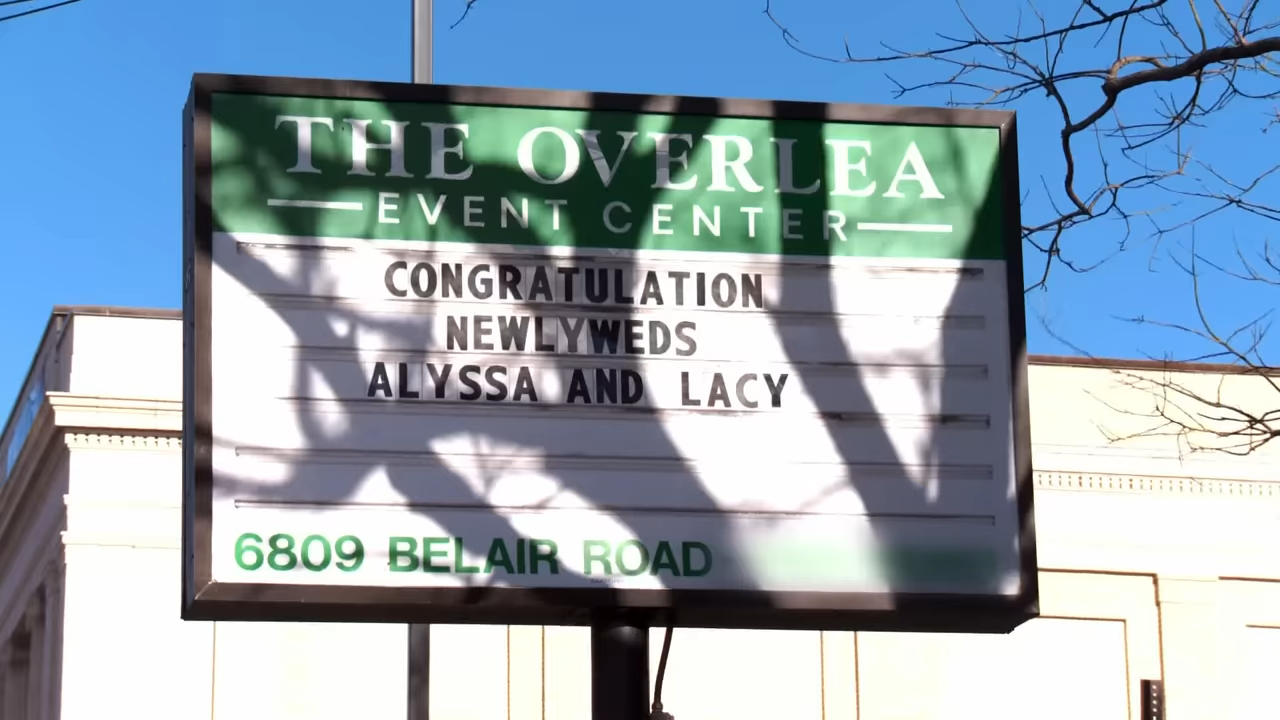 THE OVERLEA
EVENT CENTER
CONGRATULATION
NEWLYWEDS
ALYSSA AND LACY
6809 BELAIR ROAD